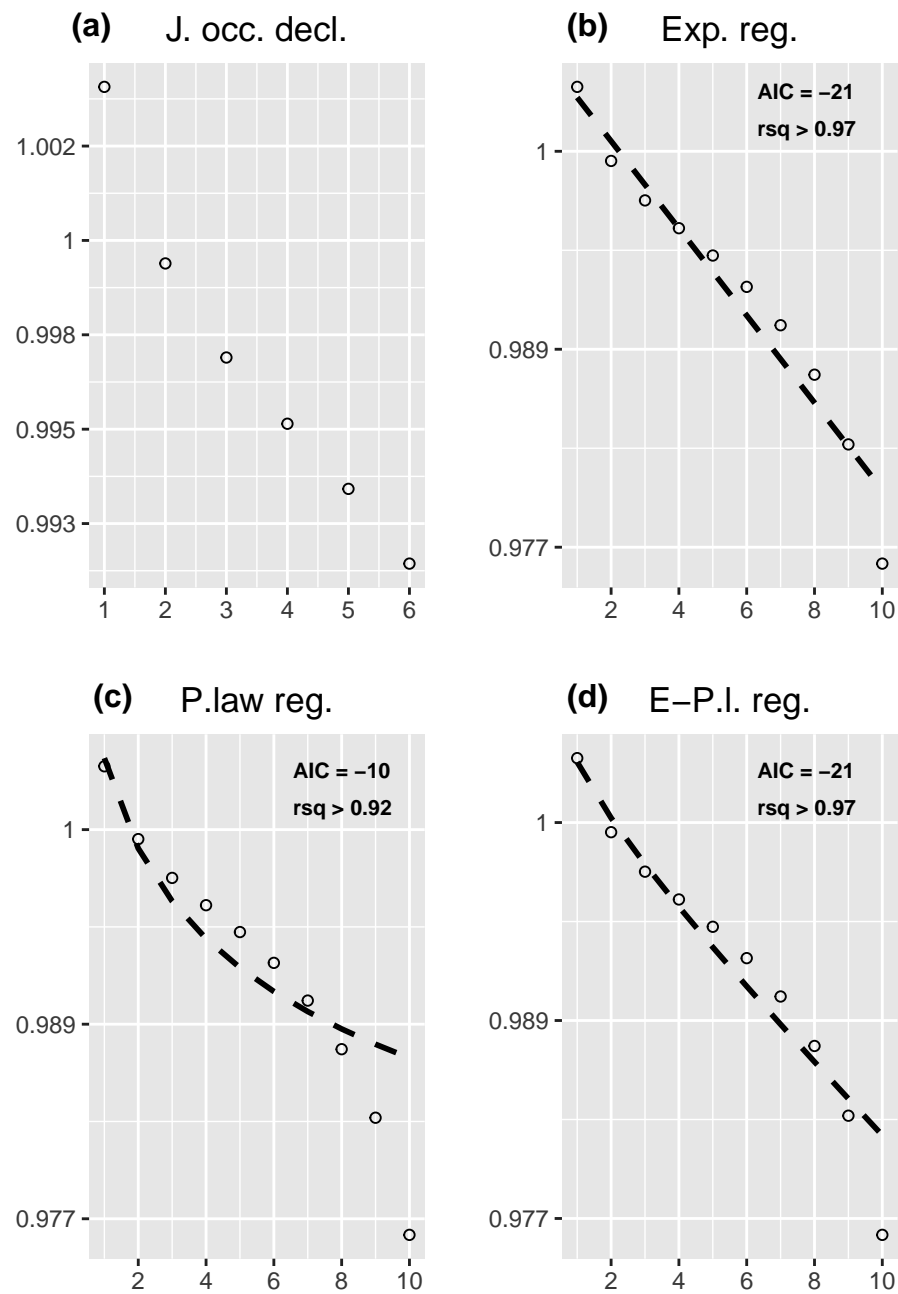 (a) J. occ. decl.
1.002
1
0.998
0.995
0.993
1 2 3 4 5 6
(b) Exp. reg.
AIC = −21
rsq > 0.97
1
0.989
0.977
2 4 6 8 10
(c) P.law reg.
AIC = −10
rsq > 0.92
1
0.989
0.977
2 4 6 8 10
(d) E−P.l. reg.
AIC = −21
rsq > 0.97
1
0.989
0.977
2 4 6 8 10